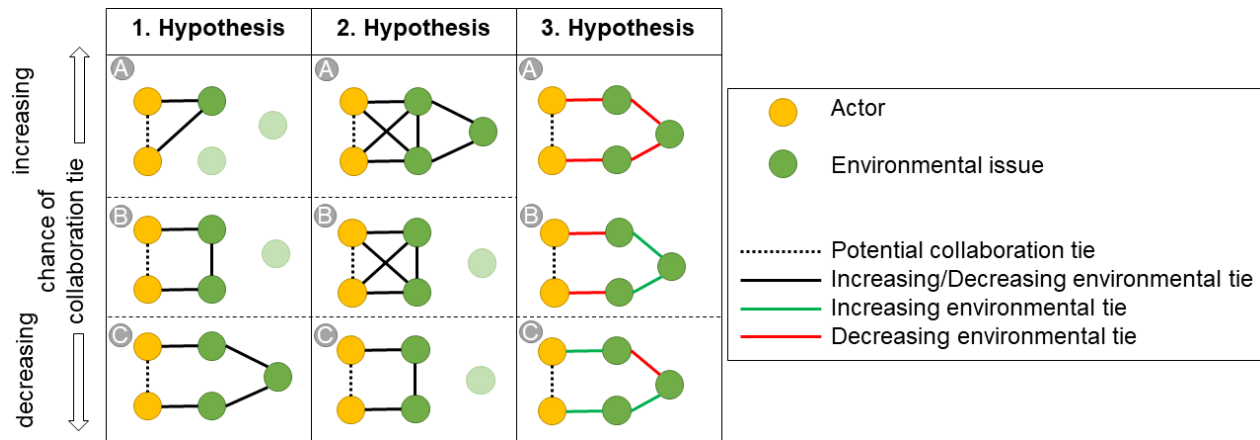 1. Hypothesis
2. Hypothesis
3. Hypothesis
increasing
chance of
collaboration tie
decreasing
A
A
A
B
B
B
C
C
C
Actor
Environmental issue
Potential collaboration tie
Increasing/Decreasing environmental tie
Increasing environmental tie
Decreasing environmental tie